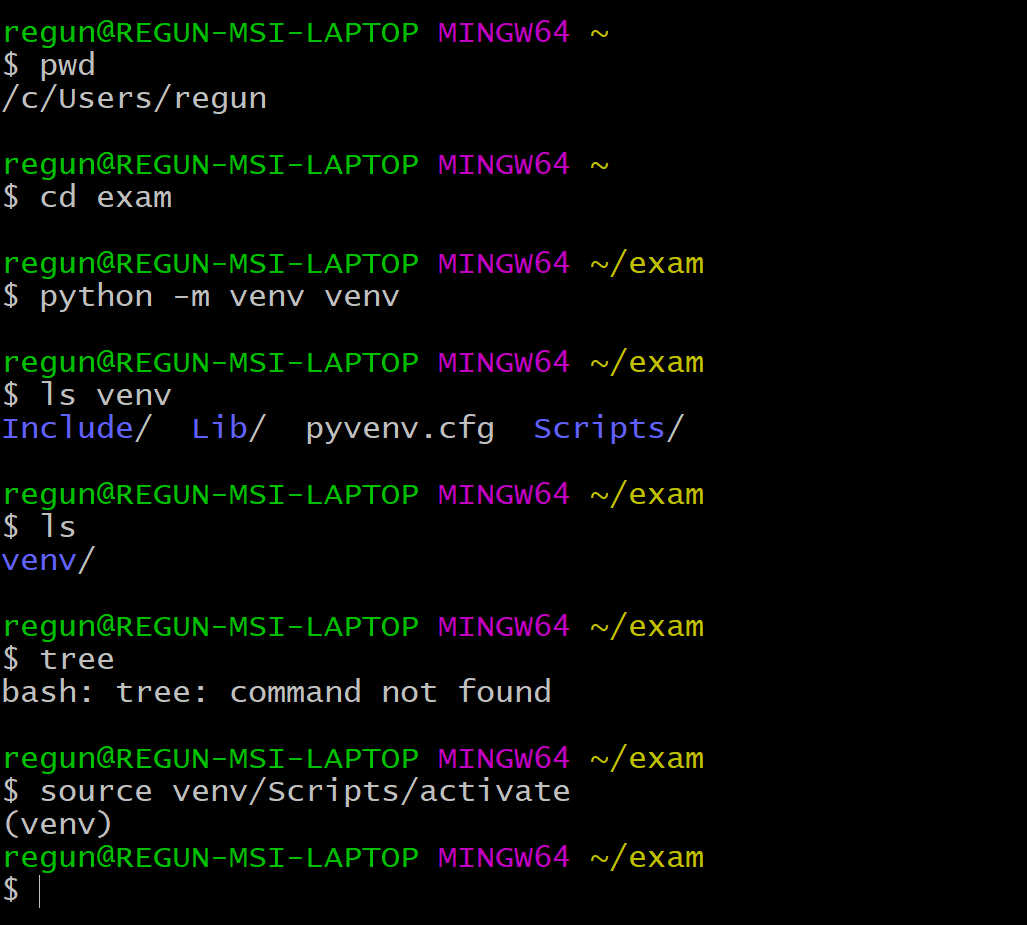 regun@REGUN-MSI-LAPTOP MINGW64 ~
$ pwd
/c/Users/regun
regun@REGUN-MSI-LAPTOP MINGW64 ~
$ cd exam
regun@REGUN-MSI-LAPTOP MINGW64 ~/exam
$ python -m venv venv
regun@REGUN-MSI-LAPTOP MINGW64 ~/exam
$ ls venv
Include/  Lib/  pyvenv.cfg  Scripts/
regun@REGUN-MSI-LAPTOP MINGW64 ~/exam
$ ls
venv/
regun@REGUN-MSI-LAPTOP MINGW64 ~/exam
$ tree
bash: tree: command not found
regun@REGUN-MSI-LAPTOP MINGW64 ~/exam
$ source venv/Scripts/activate
(venv)
regun@REGUN-MSI-LAPTOP MINGW64 ~/exam
$